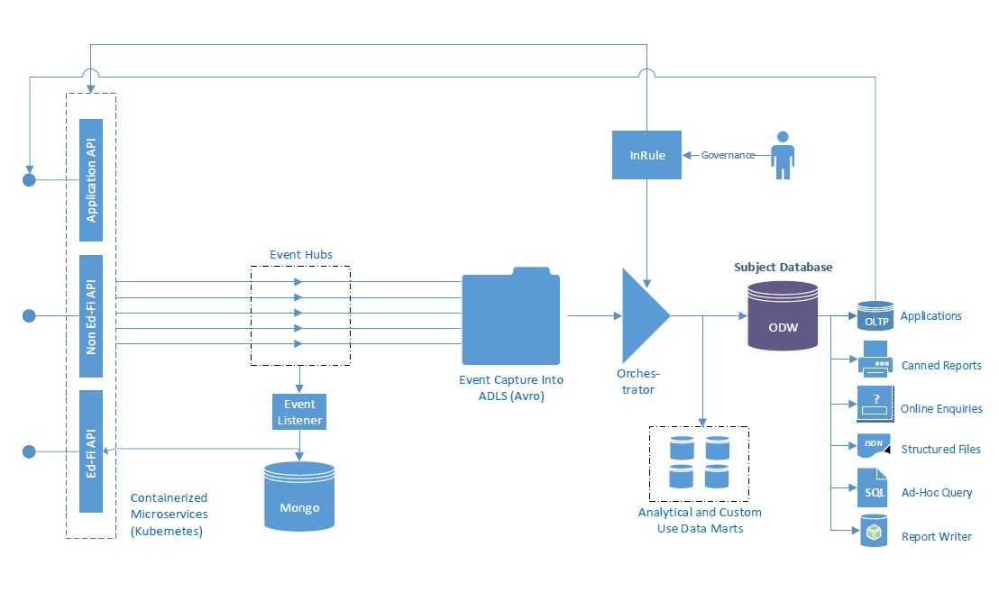 Application API
Non Ed-Fi API
Ed-Fi API
Containerized
Microservices
(Kubernetes)
Event Hubs
Event
Listener
Mongo
Event Capture Into
ADLS (Avro)
InRule
Governance
Orches-
trator
Analytical and Custom
Use Data Marts
Subject Database
ODW
OLTP
Applications
Canned Reports
?
Online Enquiries
JSON
Structured Files
SQL
Ad-Hoc Query
Report Writer